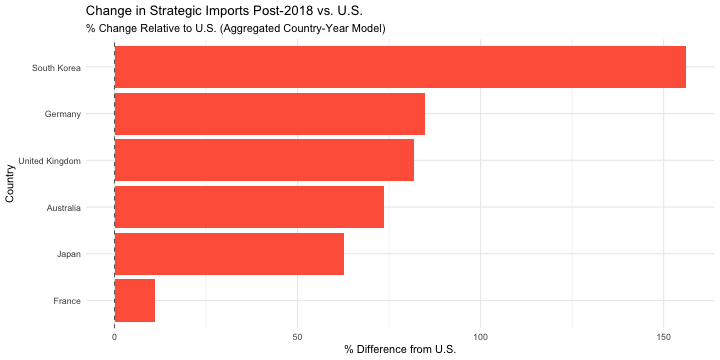 Change in Strategic Imports Post-2018 vs. U.S.
% Change Relative to U.S. (Aggregated Country-Year Model)
Country
South Korea
Germany
United Kingdom
Australia
Japan
France
0 50 100 150
% Difference from U.S.